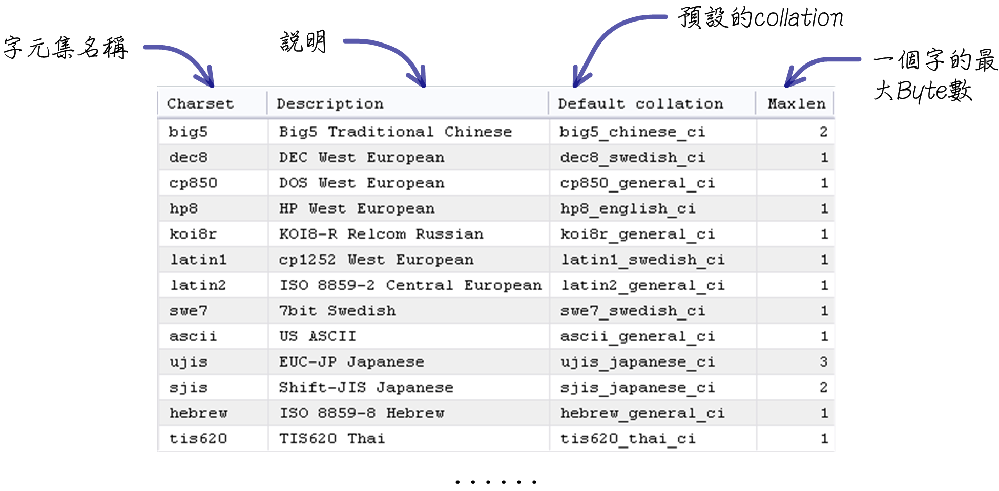 預設的collation
說明
字元集名稱
一個字的最
大Byte數
Charset Description Default collation Maxlen
big5 Big5 Traditional Chinese big5_chinese_ci 2
dec8 DEC West European dec8_swedish_ci 1
cp850 DOS West European cp850_general_ci 1
hp8 HP West European hp8_english_ci 1
koi8r KOI8-R Relcom Russian koi8r_general_ci 1
latin1 cp1252 West European latin1_swedish_ci 1
latin2 ISO 8859-2 Central European latin2_general_ci 1
swe7 7bit Swedish swe7_swedish_ci 1
ascii US ASCII ascii_general_ci 1
ujis EUC-JP Japanese ujis_japanese_ci 3
sjis Shift-JIS Japanese sjis_japanese_ci 2
hebrew ISO 8859-8 Hebrew hebrew_general_ci 1
tis620 TIS620 Thai tis620_thai_ci 1
......